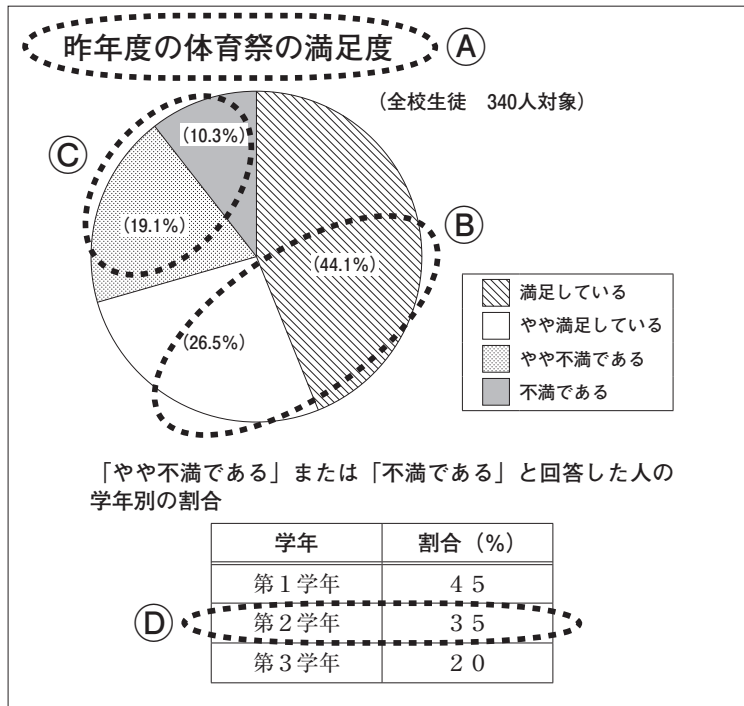 昨年度の体育祭の満足度 Ⓐ
(全校生徒 340人対象)
(10.3%)
Ⓒ
(19.1%)
Ⓑ
(44.1%)
(26.5%)
満足している
やや満足している
やや不満である
不満である
「やや不満である」または「不満である」と回答した人の
学年別の割合
学年 割合(%)
第1学年 45
Ⓓ 第2学年 35
第3学年 20